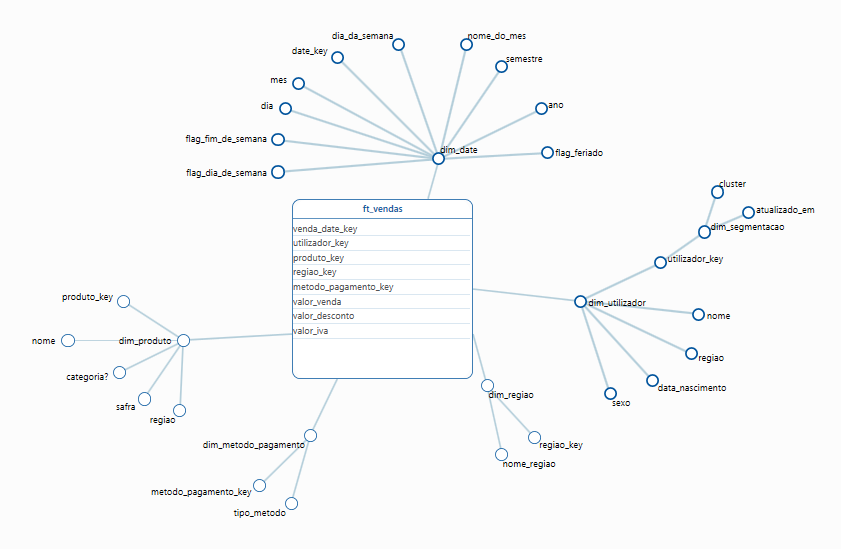 dia_da_semana
nome_do_mes
date_key
semestre
mes
dia
ano
flag_fim_de_semana
dim_date
flag_feriado
flag_dia_de_semana
cluster
atualizado_em
dim_segmentacao
utilizador_key
ft_vendas
venda_date_key
utilizador_key
produto_key
regiao_key
metodo_pagamento_key
valor_venda
valor_desconto
valor_iva
produto_key
dim_utilizador
nome
nome
dim_produto
regiao
categoria?
data_nascimento
safra
regiao
dim_regiao
sexo
dim_metodo_pagamento
regiao_key
nome_regiao
metodo_pagamento_key
tipo_metodo